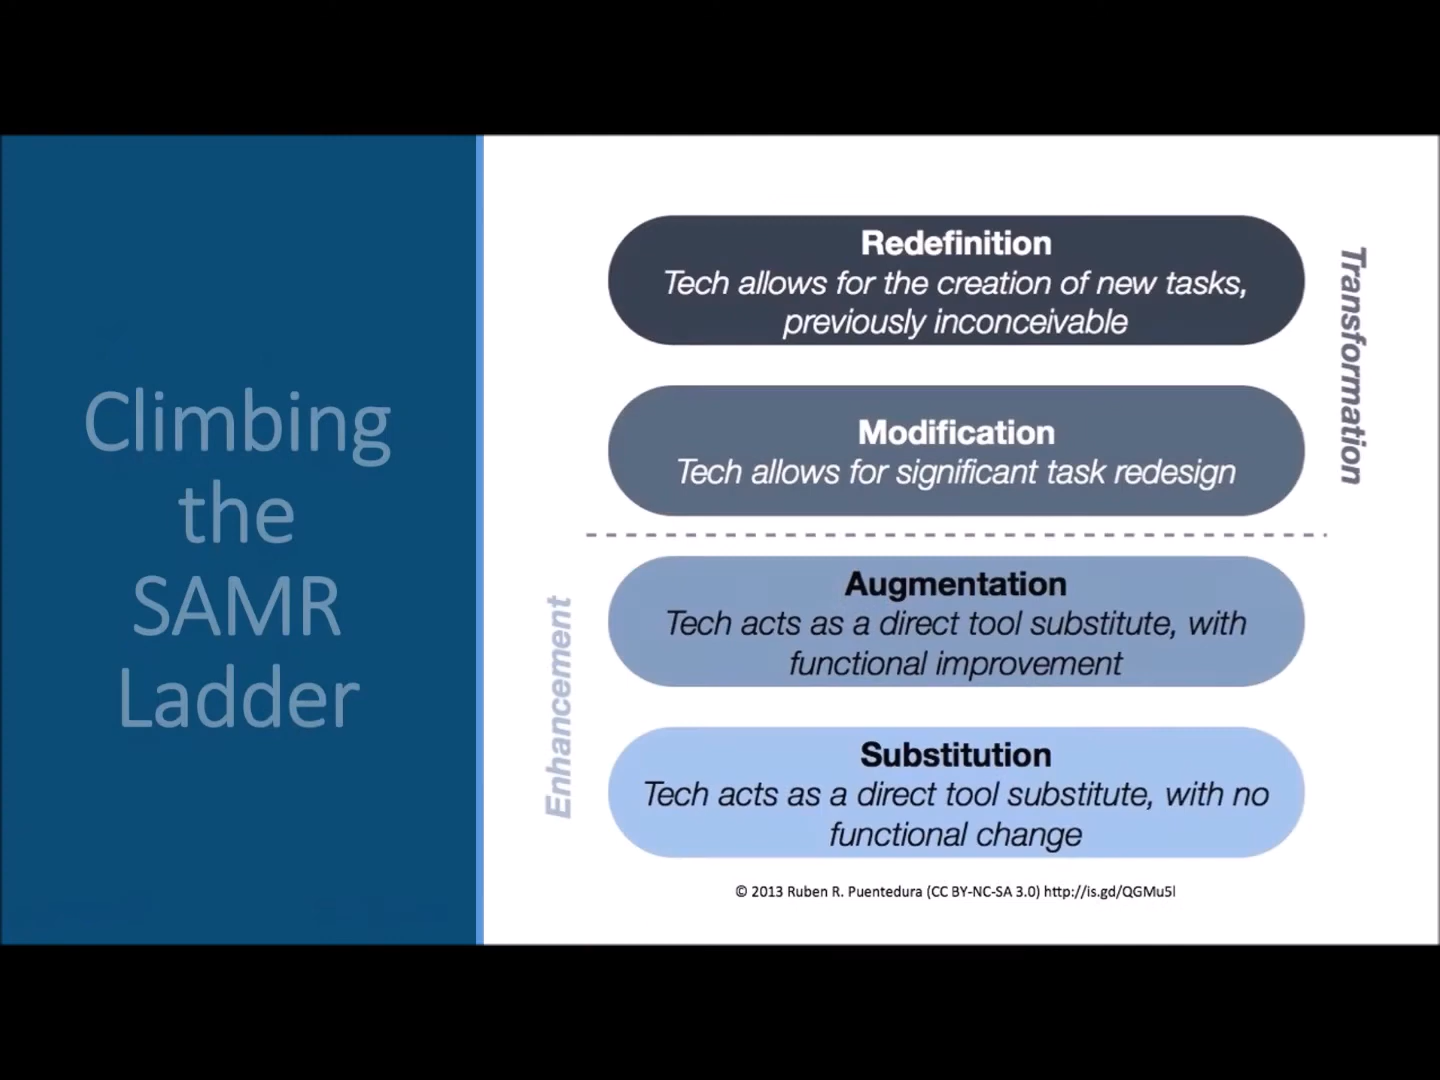 Climbing
the
SAMR
Ladder
Redefinition
Tech allows for the creation of new tasks,
previously inconceivable
Modification
Tech allows for significant task redesign
Transformation
Augmentation
Tech acts as a direct tool substitute, with
functional improvement
Substitution
Tech acts as a direct tool substitute, with no
functional change
Enhancement
© 2013 Ruben R. Puentedura (CC BY-NC-SA 3.0) http://is.gd/QGMu5l